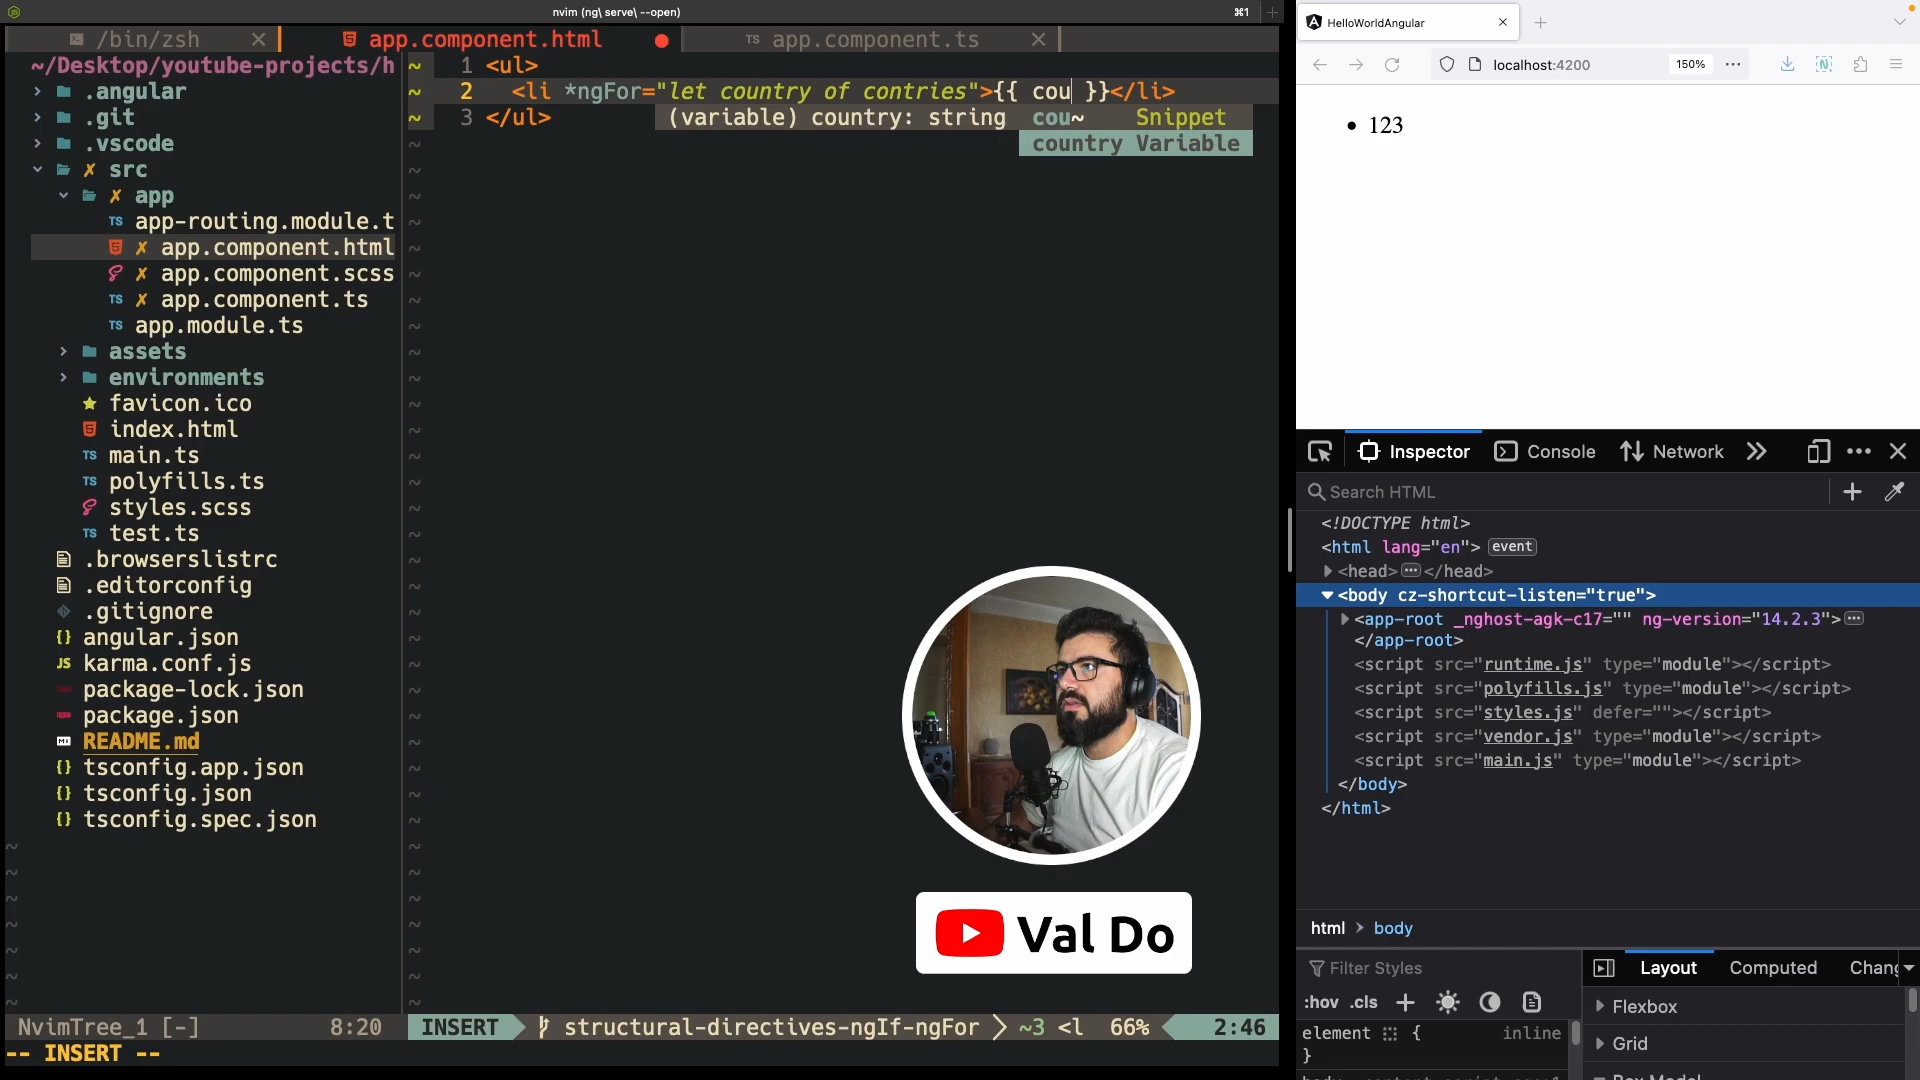 nvim (ng\ serve\ --open)
⌘1
/bin/zsh
app.component.html
TS app.component.ts
~/Desktop/youtube-projects/h
.angular
.git
.vscode
src
app
TS app-routing.module.t
app.component.html
app.component.scss
TS app.component.ts
TS app.module.ts
assets
environments
favicon.ico
index.html
TS main.ts
TS polyfills.ts
styles.scss
TS test.ts
.browserslistrc
.editorconfig
.gitignore
{} angular.json
JS karma.conf.js
package-lock.json
package.json
README.md
{} tsconfig.app.json
{} tsconfig.json
{} tsconfig.spec.json
1 <ul>
2 <li *ngFor="let country of contries">{{ cou }}</li>
3 </ul>
(variable) country: string
cou~ Snippet
country Variable
Val Do
NvimTree_1 [-] 8:20
INSERT structural-directives-ngIf-ngFor ~3 <l 66% 2:46
-- INSERT --
HelloWorldAngular
localhost:4200
150%
• 123
Inspector
Console
Network
Search HTML
<!DOCTYPE html>
<html lang="en"> event
<head></head>
<body cz-shortcut-listen="true">
<app-root _nghost-agk-c17="" ng-version="14.2.3">
</app-root>
<script src="runtime.js" type="module"></script>
<script src="polyfills.js" type="module"></script>
<script src="styles.js" defer=""></script>
<script src="vendor.js" type="module"></script>
<script src="main.js" type="module"></script>
</body>
</html>
html > body
Filter Styles
:hov .cls
element { inline
}
Layout
Computed
Chang
Flexbox
Grid